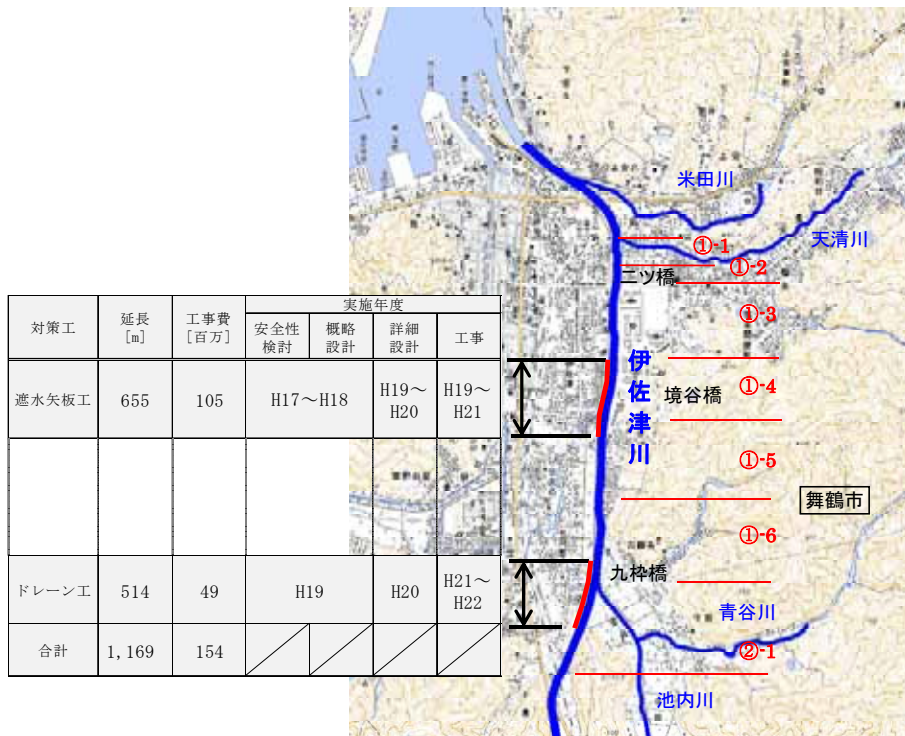 対策工
延長
[m]
工事費
[百万]
実施年度
安全性
検討
概略
設計
詳細
設計
工事
遮水矢板工
655
105
H17～H18
H19～
H20
H19～
H21
ドレーン工
514
49
H19
H20
H21～
H22
合計
1,169
154
米田川
天清川
①-1
①-2
二ツ橋
①-3
伊佐津川
①-4
境谷橋
①-5
舞鶴市
①-6
九枠橋
青谷川
②-1
池内川